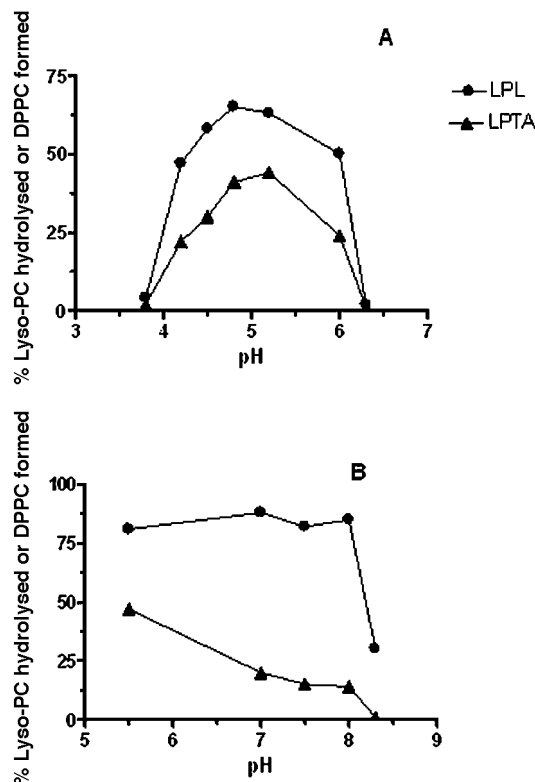 A
% Lyso-PC hydrolysed or DPPC formed
75
50
25
0
3 4 5 6 7
pH
LPL
LPTA
B
% Lyso-PC hydrolysed or DPPC formed
100
75
50
25
0
5 6 7 8 9
pH